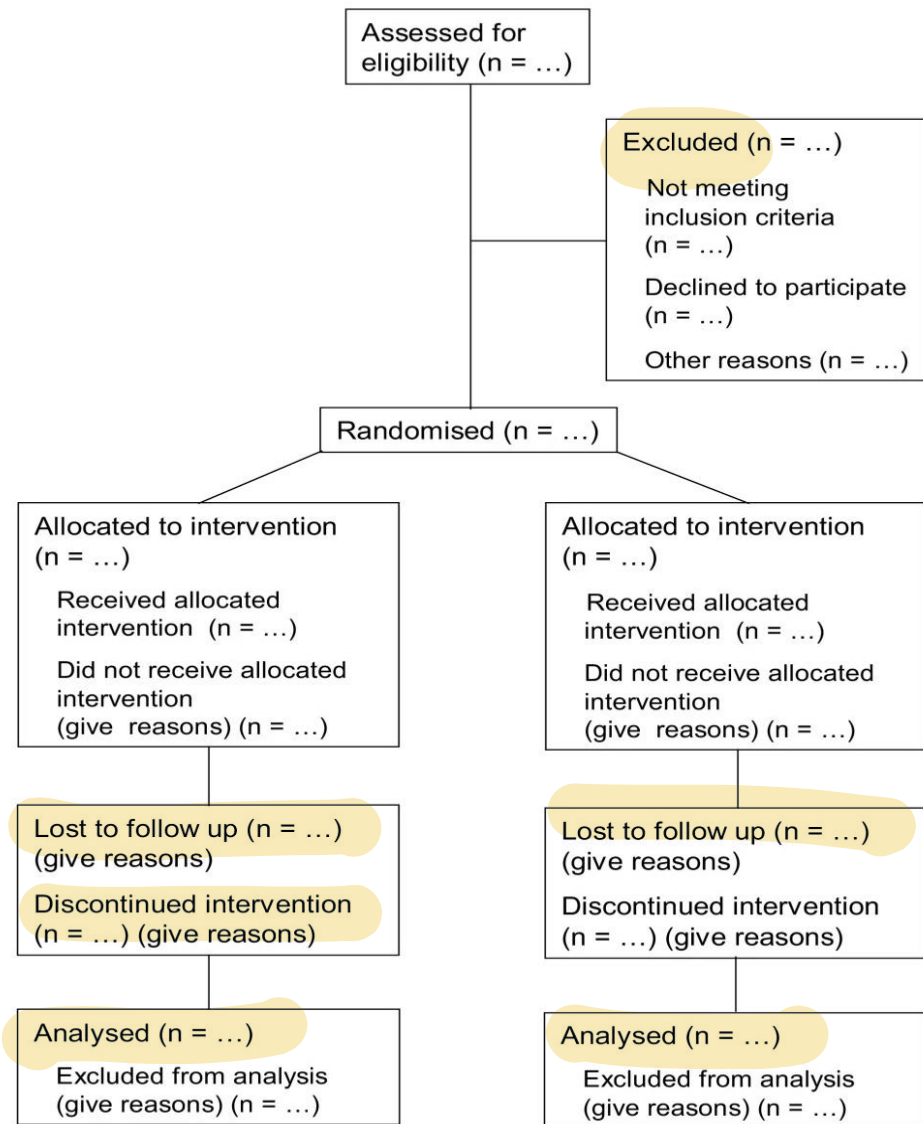 Assessed for
eligibility (n = …)
Excluded (n = …)
Not meeting
inclusion criteria
(n = …)
Declined to participate
(n = …)
Other reasons (n = …)
Randomised (n = …)
Allocated to intervention
(n = …)
Received allocated
intervention (n = …)
Did not receive allocated
intervention
(give reasons) (n = …)
Lost to follow up (n = …)
(give reasons)
Discontinued intervention
(n = …) (give reasons)
Analysed (n = …)
Excluded from analysis
(give reasons) (n = …)
Allocated to intervention
(n = …)
Received allocated
intervention (n = …)
Did not receive allocated
intervention
(give reasons) (n = …)
Lost to follow up (n = …)
(give reasons)
Discontinued intervention
(n = …) (give reasons)
Analysed (n = …)
Excluded from analysis
(give reasons) (n = …)